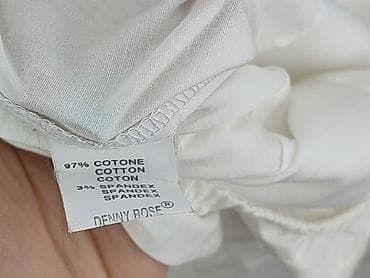 97% COTONE
COTTON
COTON
3% SPANDEX
SPANDEX
SPANDEX
DENNY ROSE®